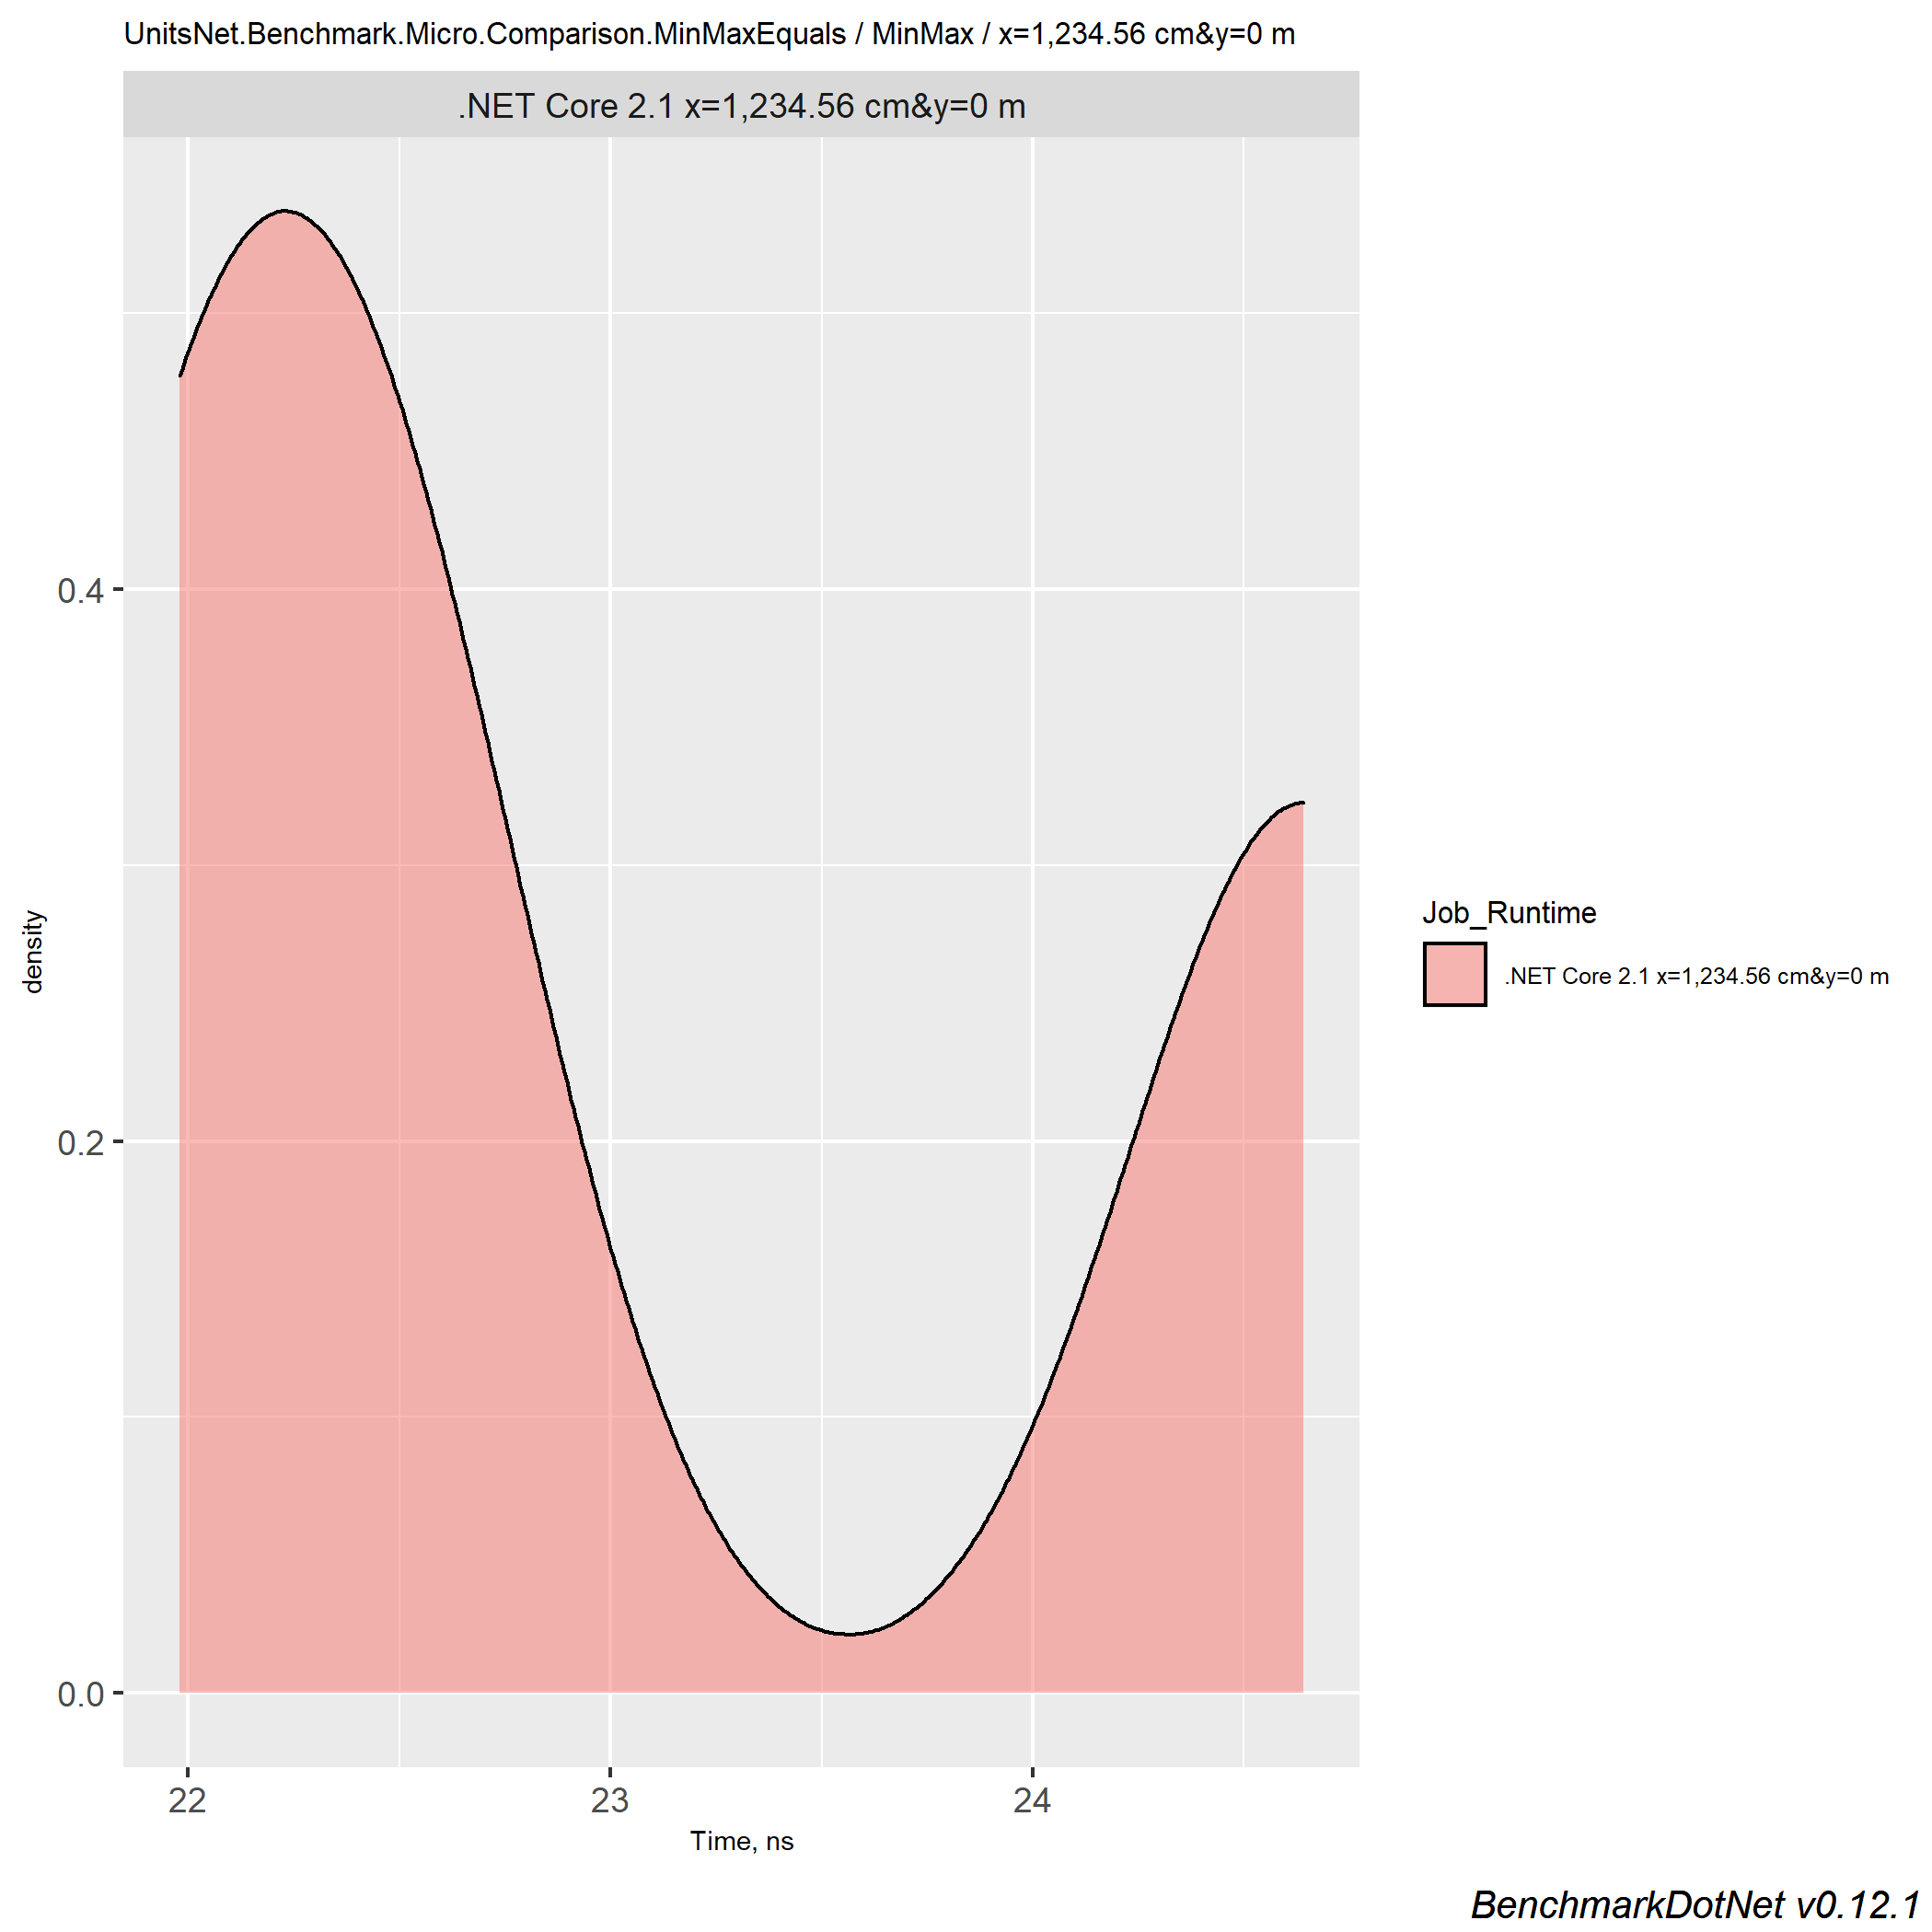 UnitsNet.Benchmark.Micro.Comparison.MinMaxEquals / MinMax / x=1,234.56 cm&y=0 m
.NET Core 2.1 x=1,234.56 cm&y=0 m
0.4
0.2
0.0
density
22 23 24
Time, ns
Job_Runtime
.NET Core 2.1 x=1,234.56 cm&y=0 m
BenchmarkDotNet v0.12.1